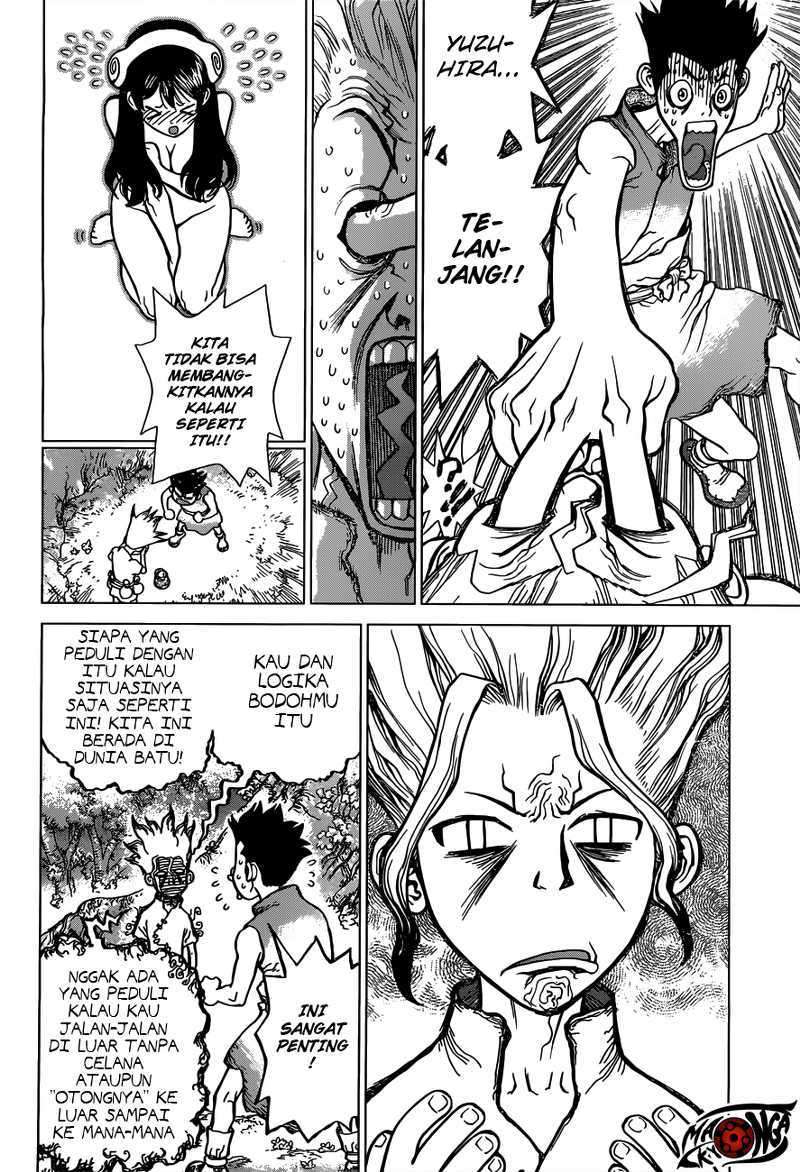 YUZU-
HIRA...
TE-
LAN-
JANG!!
KITA
TIDAK BISA
MEMBANG-
KITKANNYA
KALAU
SEPERTI
ITU!!
KAU DAN
LOGIKA
BODOHMU
ITU
SIAPA YANG
PEDULI DENGAN
ITU KALAU
SITUASINYA
SAJA SEPERTI
INI! KITA INI
BERADA DI
DUNIA BATU!
INI
SANGAT
PENTING
!
NGGAK ADA
YANG PEDULI
KALAU KAU
JALAN-JALAN
DI LUAR TANPA
CELANA
ATAUPUN
"OTONGNYA" KE
LUAR SAMPAI
KE MANA-MANA